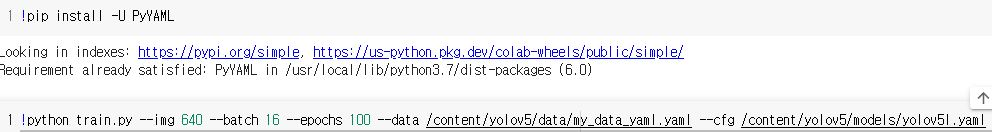 1 !pip install -U PyYAML
Looking in indexes: https://pypi.org/simple, https://us-python.pkg.dev/colab-wheels/public/simple/
Requirement already satisfied: PyYAML in /usr/local/lib/python3.7/dist-packages (6.0)
1 !python train.py --img 640 --batch 16 --epochs 100 --data /content/yolov5/data/my_data_yaml.yaml --cfg /content/yolov5/models/yolov5l.yaml